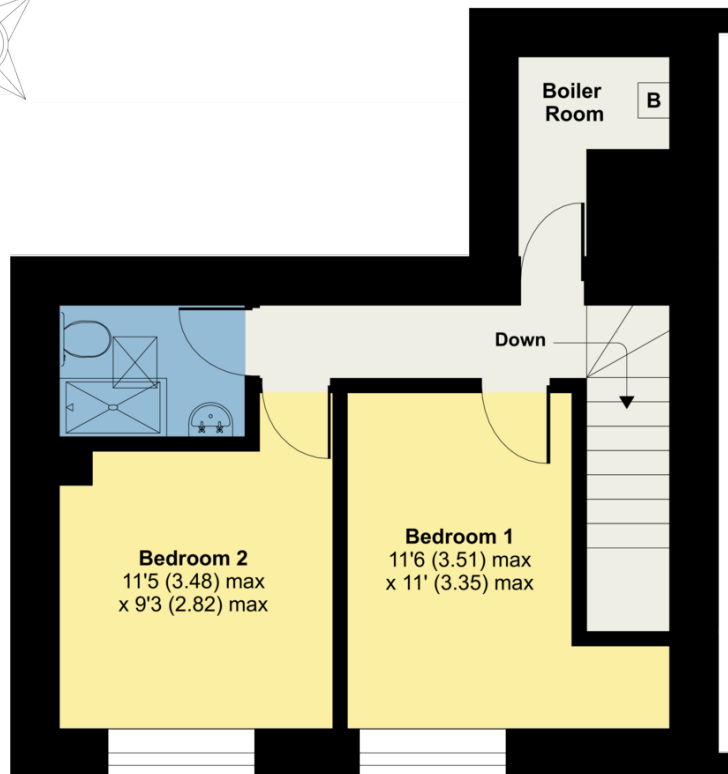 Boiler
Room
B
Down
Bedroom 1
11'6 (3.51) max
x 11' (3.35) max
Bedroom 2
11'5 (3.48) max
x 9'3 (2.82) max